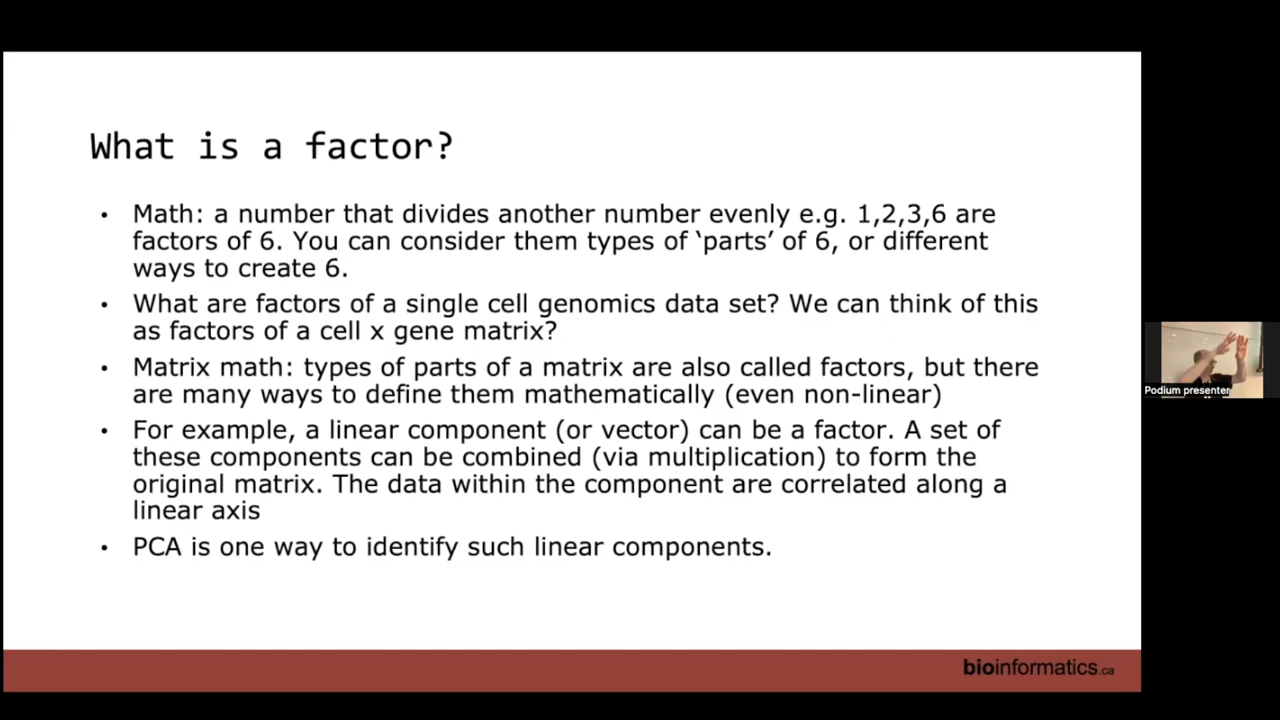 What is a factor?
• Math: a number that divides another number evenly e.g. 1,2,3,6 are
factors of 6. You can consider them types of ‘parts’ of 6, or different
ways to create 6.
• What are factors of a single cell genomics data set? We can think of this
as factors of a cell x gene matrix?
• Matrix math: types of parts of a matrix are also called factors, but there
are many ways to define them mathematically (even non-linear)
• For example, a linear component (or vector) can be a factor. A set of
these components can be combined (via multiplication) to form the
original matrix. The data within the component are correlated along a
linear axis
• PCA is one way to identify such linear components.
Podium presenter
bioinformatics.ca